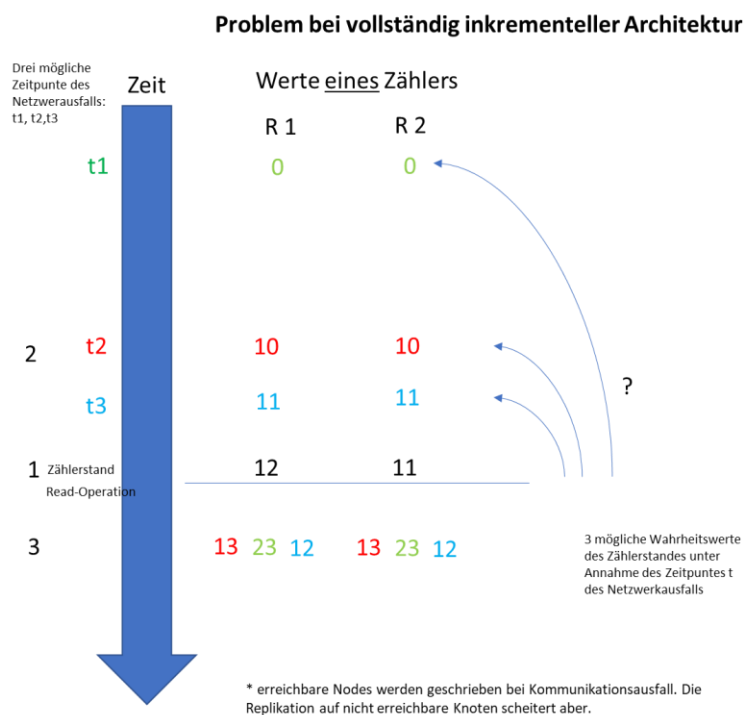 Problem bei vollständig inkrementeller Architektur
Drei mögliche
Zeitpunte des
Netzwerausfalls:
t1, t2,t3
Zeit
Werte eines Zählers
R 1 R 2
t1 0 0
2 t2 10 10
t3 11 11
?
1 Zählerstand 12 11
Read-Operation
3 13 23 12 13 23 12
3 mögliche Wahrheitswerte
des Zählerstandes unter
Annahme des Zeitpuntes t
des Netzwerkausfalls
* erreichbare Nodes werden geschrieben bei Kommunikationsausfall. Die
Replikation auf nicht erreichbare Knoten scheitert aber.